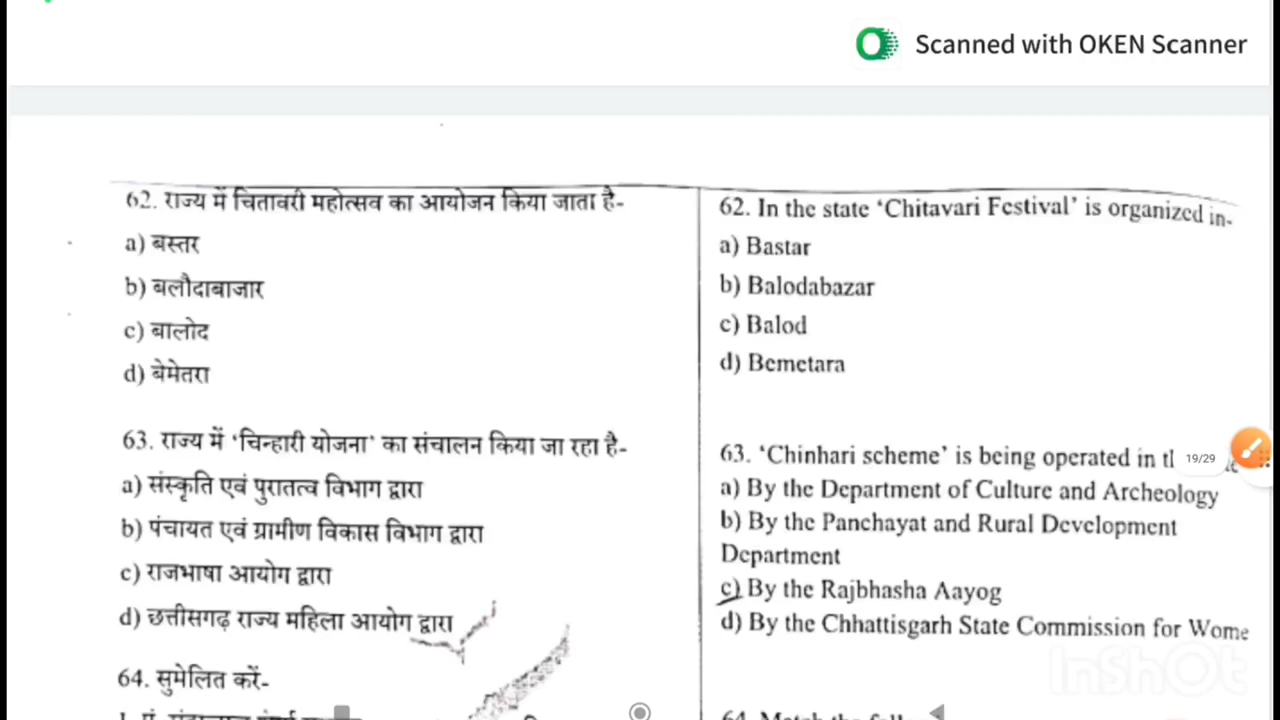 Scanned with OKEN Scanner
62. राज्य में चितावरी महोत्सव का आयोजन किया जाता है-
a) बस्तर
b) बलौदाबाजार
c) बालोद
d) बेमेतरा
63. राज्य में ‘चिन्हारी योजना’ का संचालन किया जा रहा है-
a) संस्कृति एवं पुरातत्व विभाग द्वारा
b) पंचायत एवं ग्रामीण विकास विभाग द्वारा
c) राजभाषा आयोग द्वारा
d) छत्तीसगढ़ राज्य महिला आयोग द्वारा
64. सुमेलित करें-
62. In the state ‘Chitavari Festival’ is organized in-
a) Bastar
b) Balodabazar
c) Balod
d) Bemetara
63. ‘Chinhari scheme’ is being operated in
a) By the Department of Culture and Archeology
b) By the Panchayat and Rural Development
Department
c) By the Rajbhasha Aayog
d) By the Chhattisgarh State Commission for Wome
64. Match the
19/29
InShOt